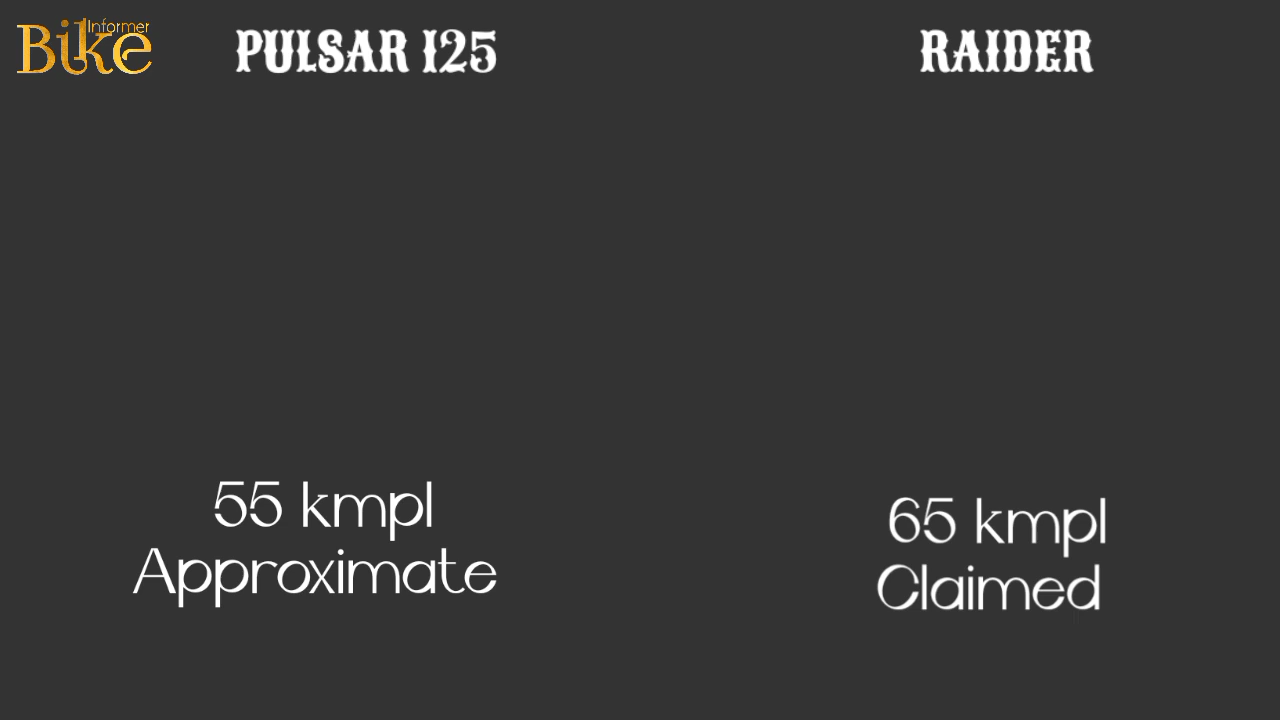 Bike Informer
PULSAR 125
RAIDER
55 kmpl
Approximate
65 kmpl
Claimed